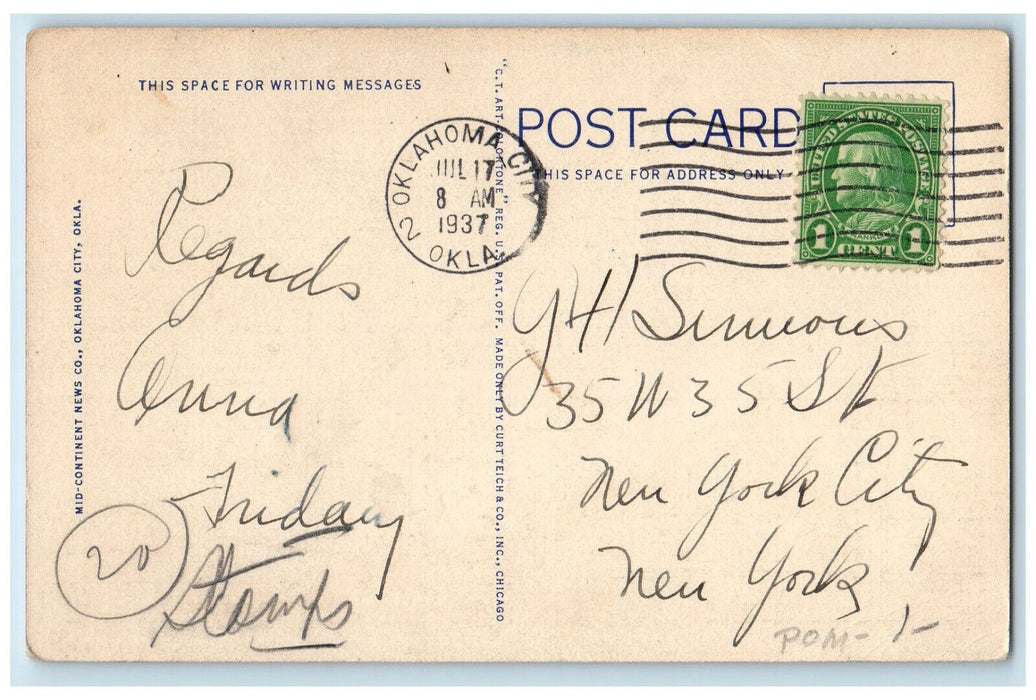 THIS SPACE FOR WRITING MESSAGES
POST CARD
THIS SPACE FOR ADDRESS ONLY
OKLAHOMA CITY
JUL 17
8 AM
1937
2 OKLA.
UNITED STATES POSTAGE
FRANKLIN
1 CENT 1
Regards
Anna
Friday
Stamps
20
MID-CONTINENT NEWS CO., OKLAHOMA CITY, OKLA.
"C.T. ART-COLORTONE" REG. U.S. PAT. OFF. MADE ONLY BY CURT TEICH & CO., INC., CHICAGO
J H Simmons
35 W 35 St
New York City
New York
POM- 1-